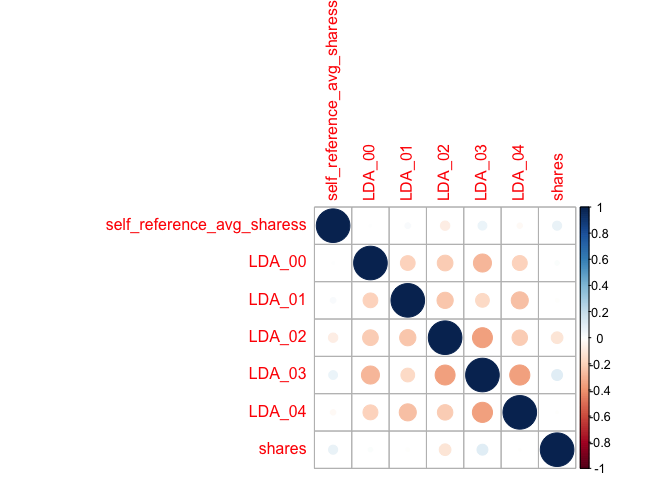 self_reference_avg_sharess
LDA_00
LDA_01
LDA_02
LDA_03
LDA_04
shares
self_reference_avg_sharess
LDA_00
LDA_01
LDA_02
LDA_03
LDA_04
shares
1
0.8
0.6
0.4
0.2
0
-0.2
-0.4
-0.6
-0.8
-1